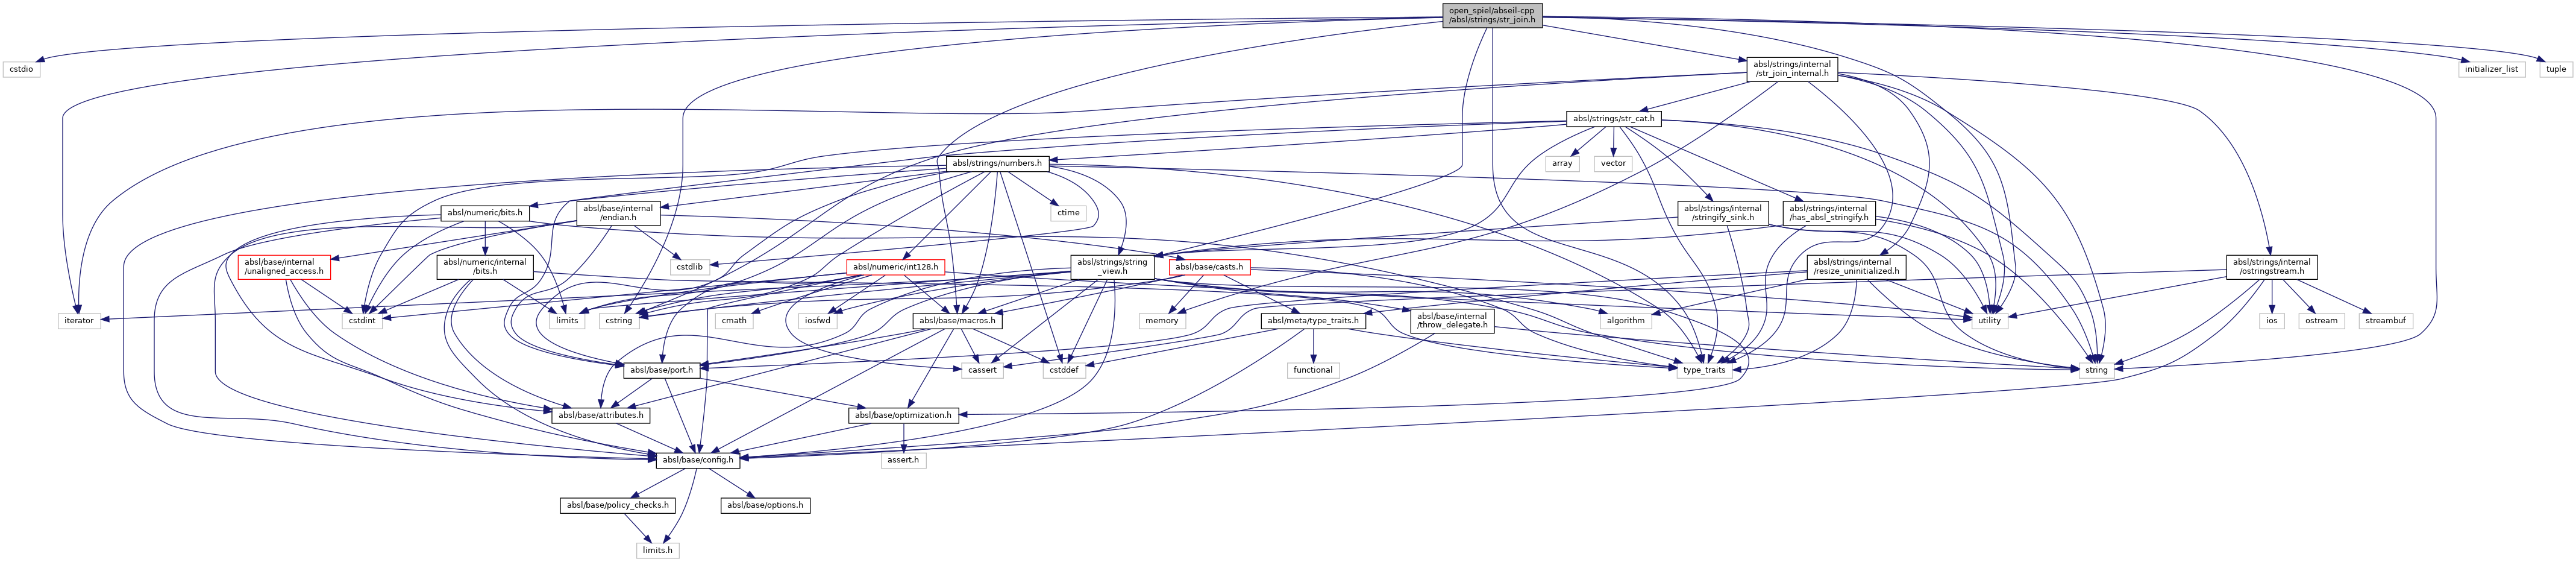 open_spiel/abseil-cpp
/absl/strings/str_join.h
cstdio
absl/strings/internal
/str_join_internal.h
initializer_list
tuple
absl/strings/str_cat.h
absl/strings/numbers.h
array
vector
absl/numeric/bits.h
absl/base/internal
/endian.h
ctime
absl/strings/internal
/stringify_sink.h
absl/strings/internal
/has_absl_stringify.h
absl/base/internal
/unaligned_access.h
absl/numeric/internal
/bits.h
cstdlib
absl/numeric/int128.h
absl/strings/string
_view.h
absl/base/casts.h
absl/strings/internal
/resize_uninitialized.h
absl/strings/internal
/ostringstream.h
iterator
cstdint
limits
cstring
cmath
iosfwd
absl/base/macros.h
memory
absl/meta/type_traits.h
absl/base/internal
/throw_delegate.h
algorithm
utility
ios
ostream
streambuf
absl/base/port.h
cassert
cstddef
functional
type_traits
string
absl/base/attributes.h
absl/base/optimization.h
absl/base/config.h
assert.h
absl/base/policy_checks.h
absl/base/options.h
limits.h